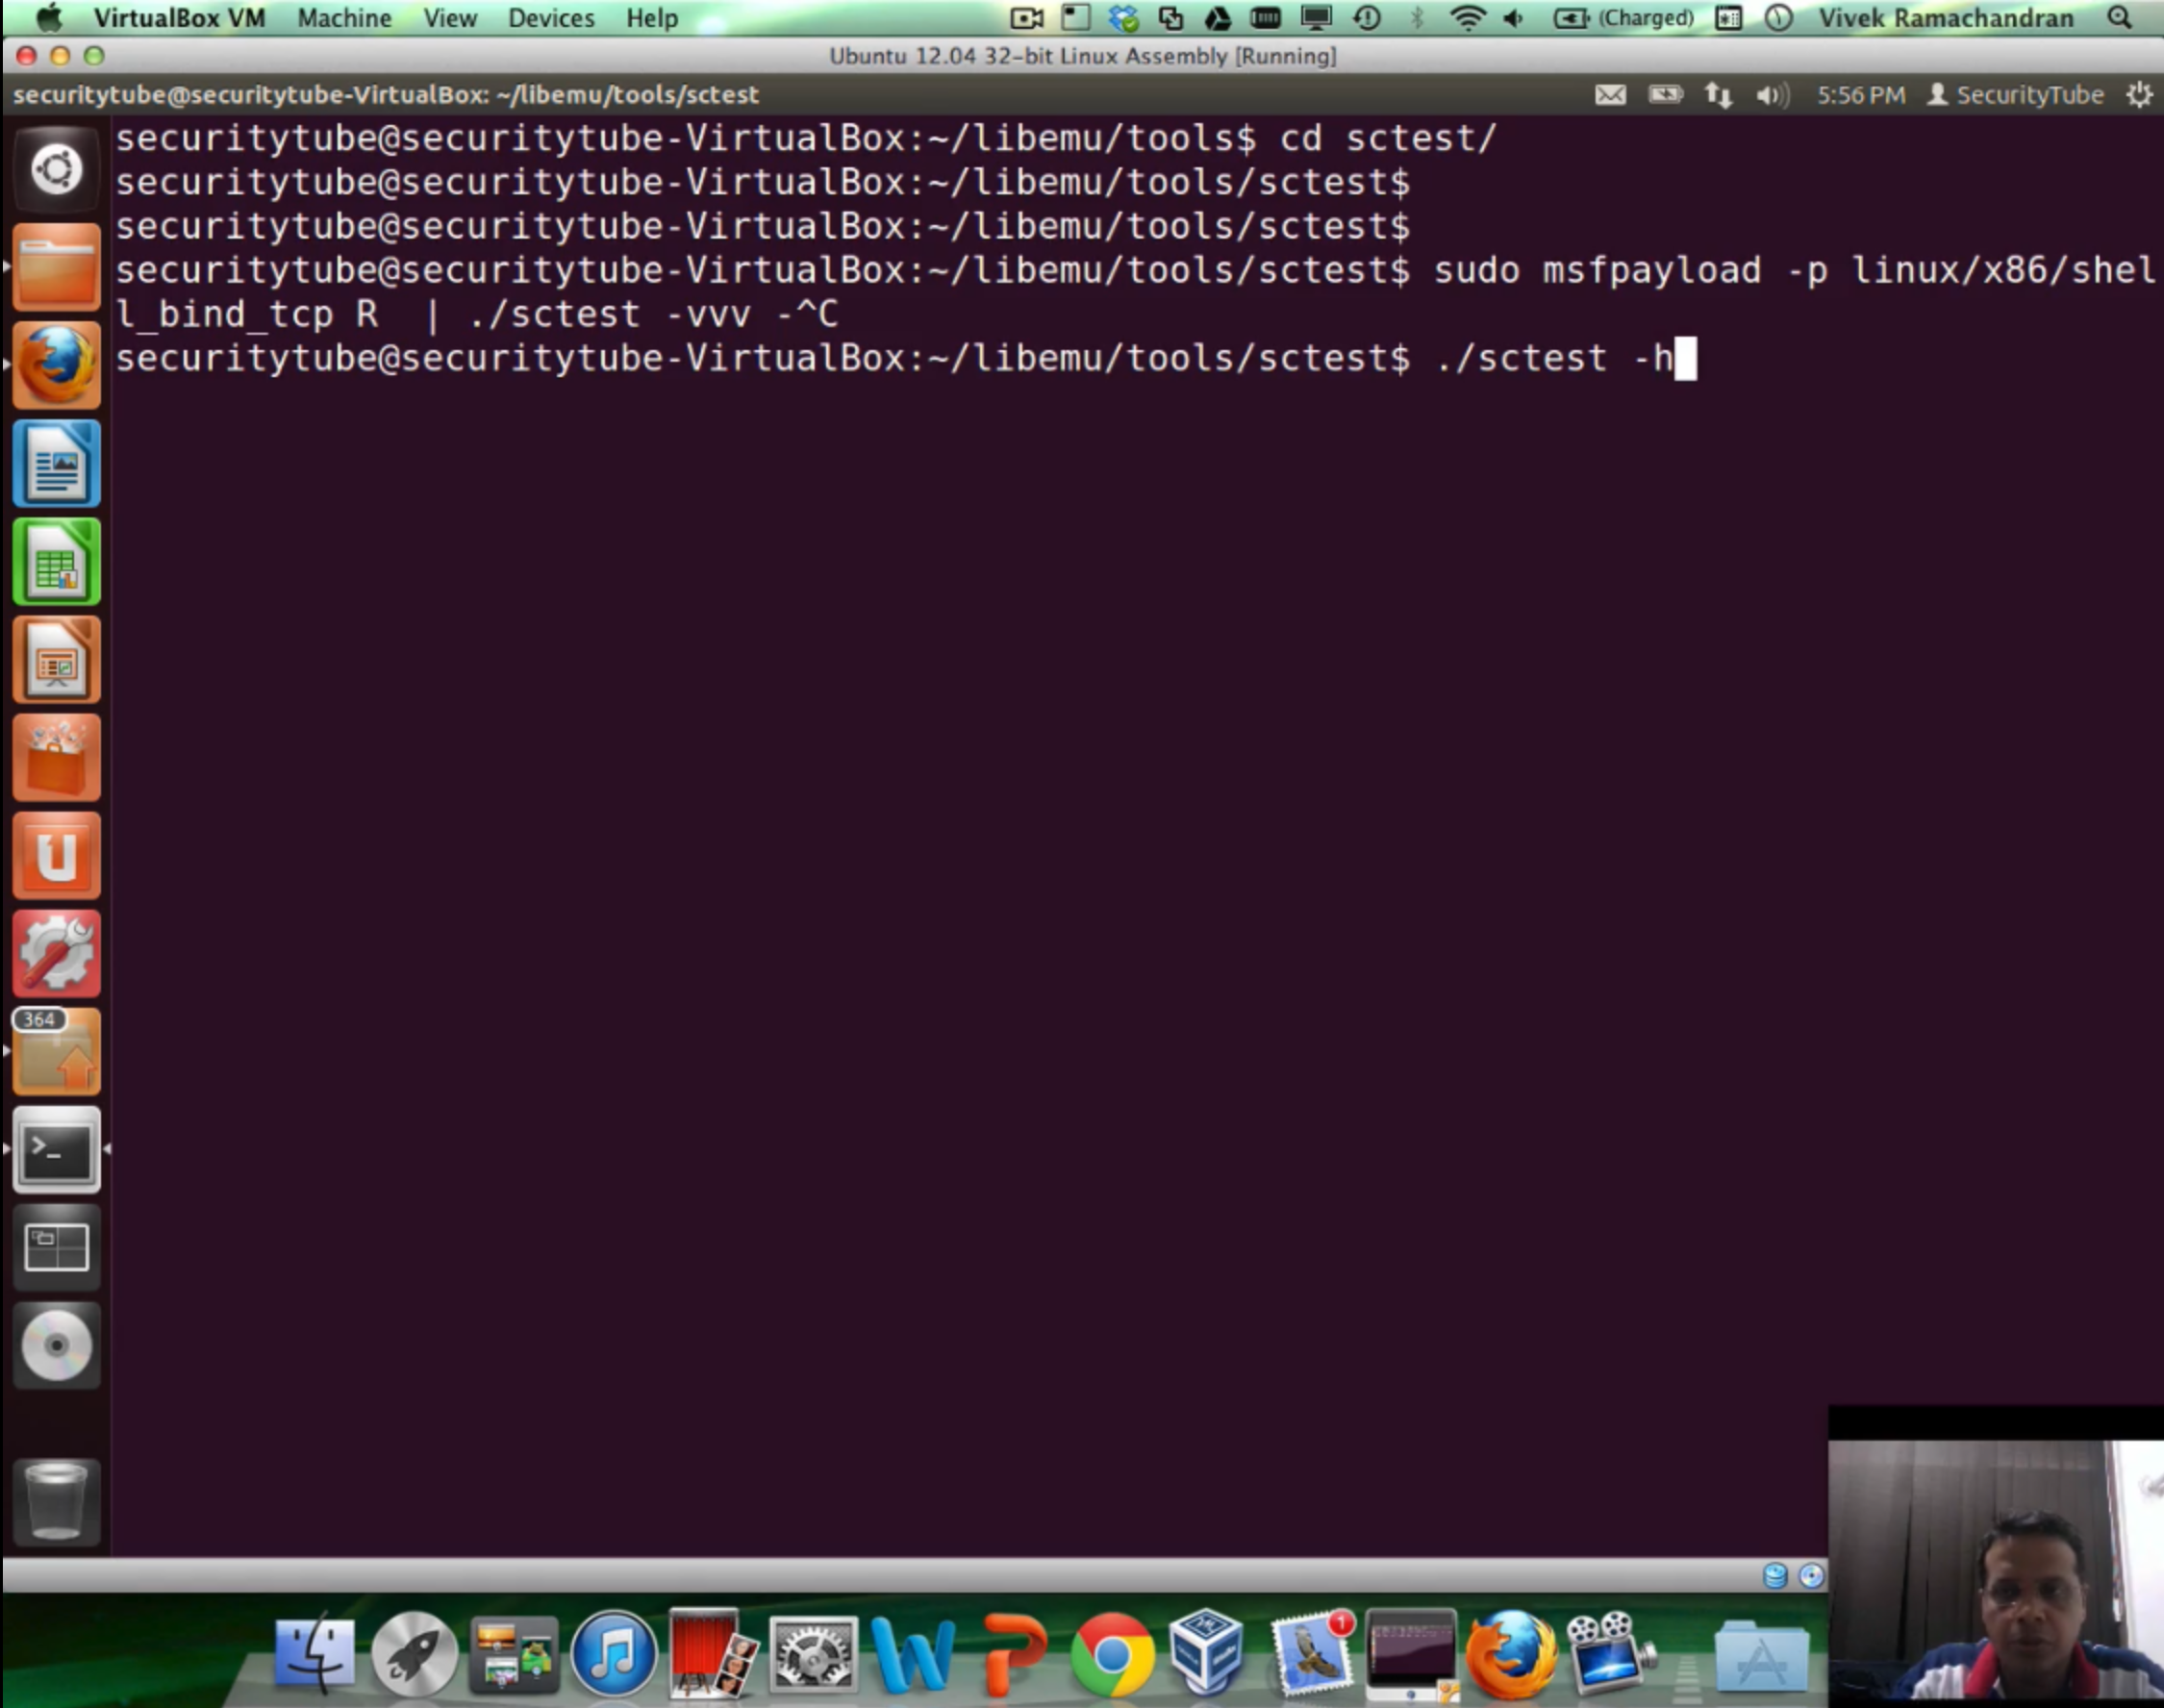 VirtualBox VM Machine View Devices Help (Charged) Vivek Ramachandran
Ubuntu 12.04 32-bit Linux Assembly [Running]
securitytube@securitytube-VirtualBox: ~/libemu/tools/sctest 5:56 PM SecurityTube
securitytube@securitytube-VirtualBox:~/libemu/tools$ cd sctest/
securitytube@securitytube-VirtualBox:~/libemu/tools/sctest$
securitytube@securitytube-VirtualBox:~/libemu/tools/sctest$
securitytube@securitytube-VirtualBox:~/libemu/tools/sctest$ sudo msfpayload -p linux/x86/shel
l_bind_tcp R  | ./sctest -vvv -^C
securitytube@securitytube-VirtualBox:~/libemu/tools/sctest$ ./sctest -h
364
1